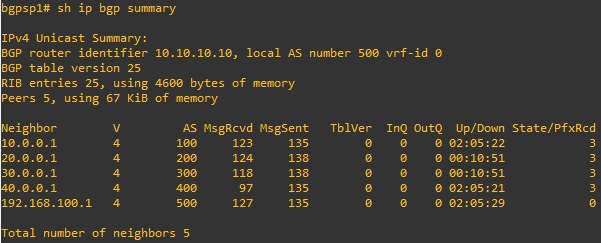 bgpsp1# sh ip bgp summary
IPv4 Unicast Summary:
BGP router identifier 10.10.10.10, local AS number 500 vrf-id 0
BGP table version 25
RIB entries 25, using 4600 bytes of memory
Peers 5, using 67 KiB of memory
Neighbor V AS MsgRcvd MsgSent TblVer InQ OutQ Up/Down State/PfxRcd
10.0.0.1 4 100 123 135 0 0 0 02:05:22 3
20.0.0.1 4 200 124 138 0 0 0 00:10:51 3
30.0.0.1 4 300 118 138 0 0 0 00:10:51 3
40.0.0.1 4 400 97 135 0 0 0 02:05:21 3
192.168.100.1 4 500 127 135 0 0 0 02:05:29 0
Total number of neighbors 5